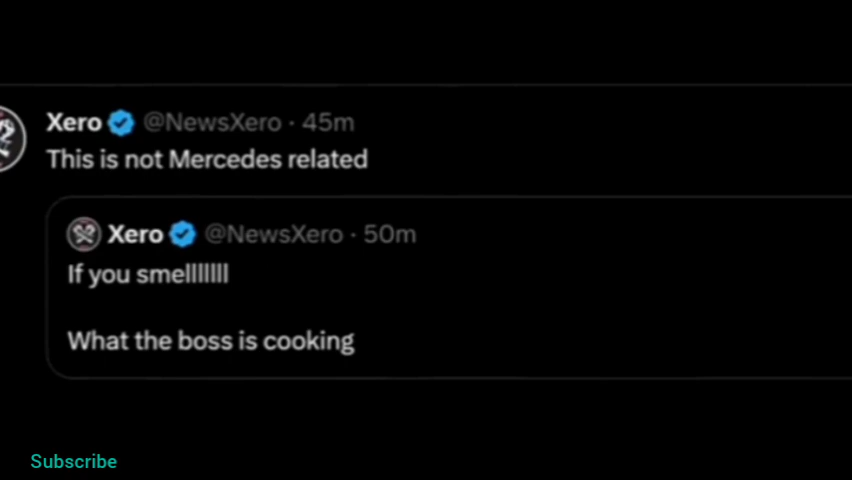 Xero @NewsXero · 45m
This is not Mercedes related
Xero @NewsXero · 50m
If you smelllllll
What the boss is cooking
Subscribe